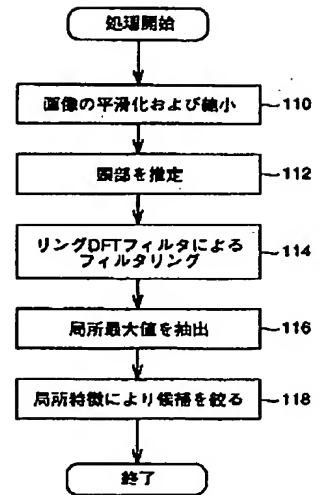 処理開始
画像の平滑化および縮小
110
頭部を推定
112
リングDFTフィルタによる
フィルタリング
114
局所最大値を抽出
116
局所特徴により候補を絞る
118
終了